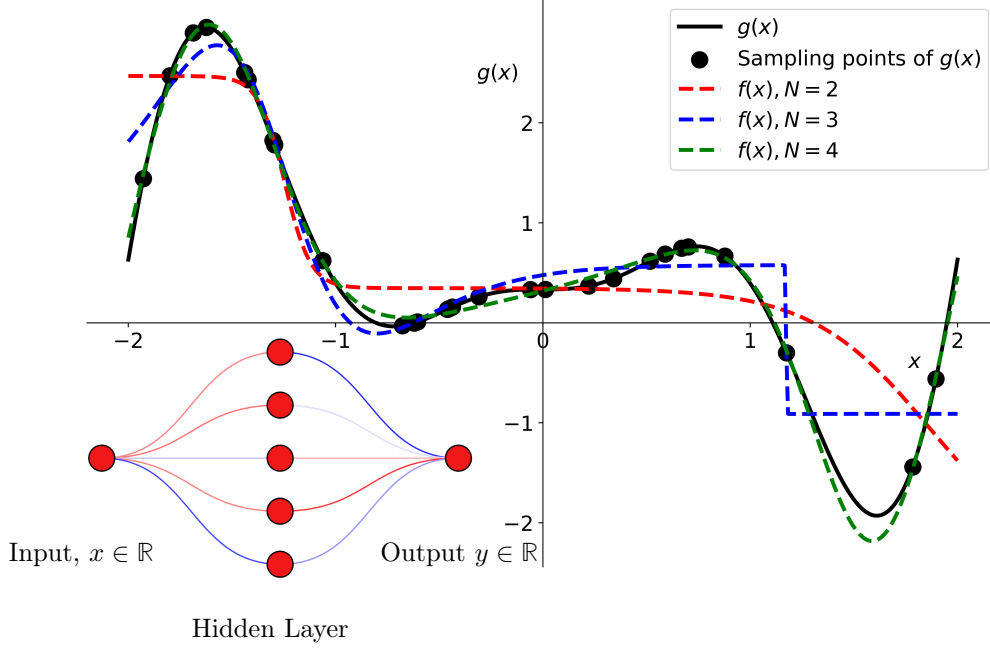 g(x)
Sampling points of g(x)
f(x), N = 2
f(x), N = 3
f(x), N = 4
g(x)
2
1
−2
−1
0
1
2
x
−1
−2
Input, x ∈ ℝ
Output y ∈ ℝ
Hidden Layer